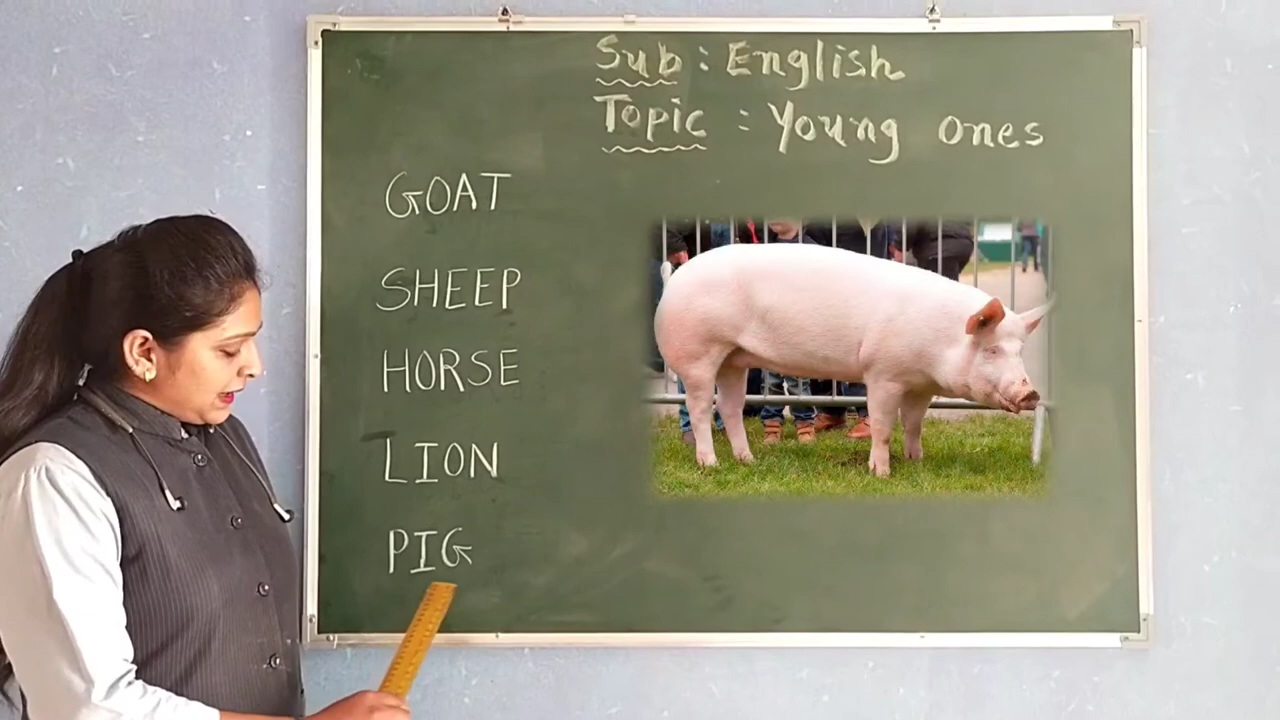 Sub : English
Topic : Young ones
GOAT
SHEEP
HORSE
LION
PIG